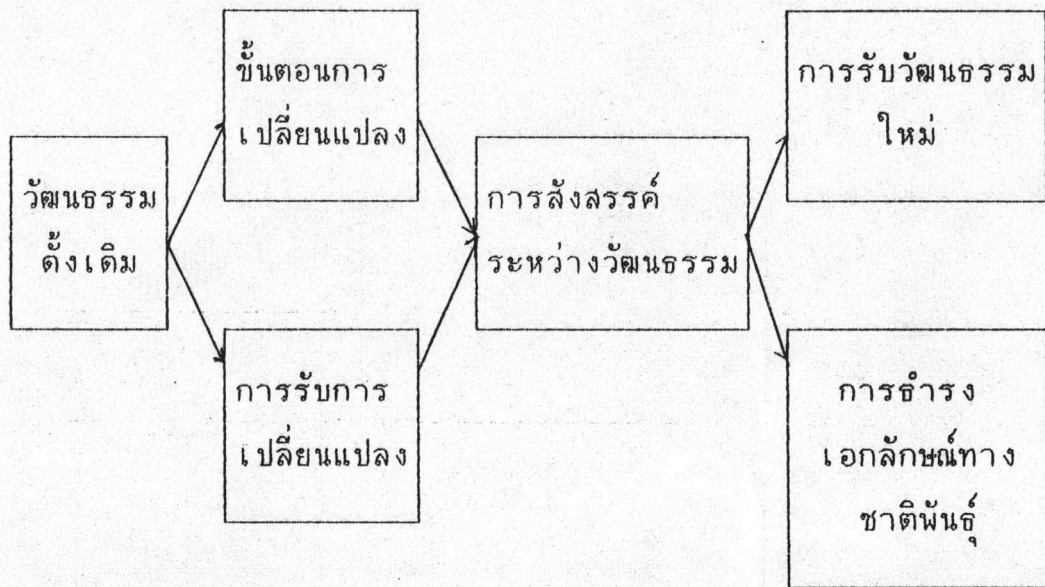 วัฒนธรรม
ดั้งเดิม
ขั้นตอนการ
เปลี่ยนแปลง
การรับการ
เปลี่ยนแปลง
การสังสรรค์
ระหว่างวัฒนธรรม
การรับวัฒนธรรม
ใหม่
การธำรง
เอกลักษณ์ทาง
ชาติพันธุ์